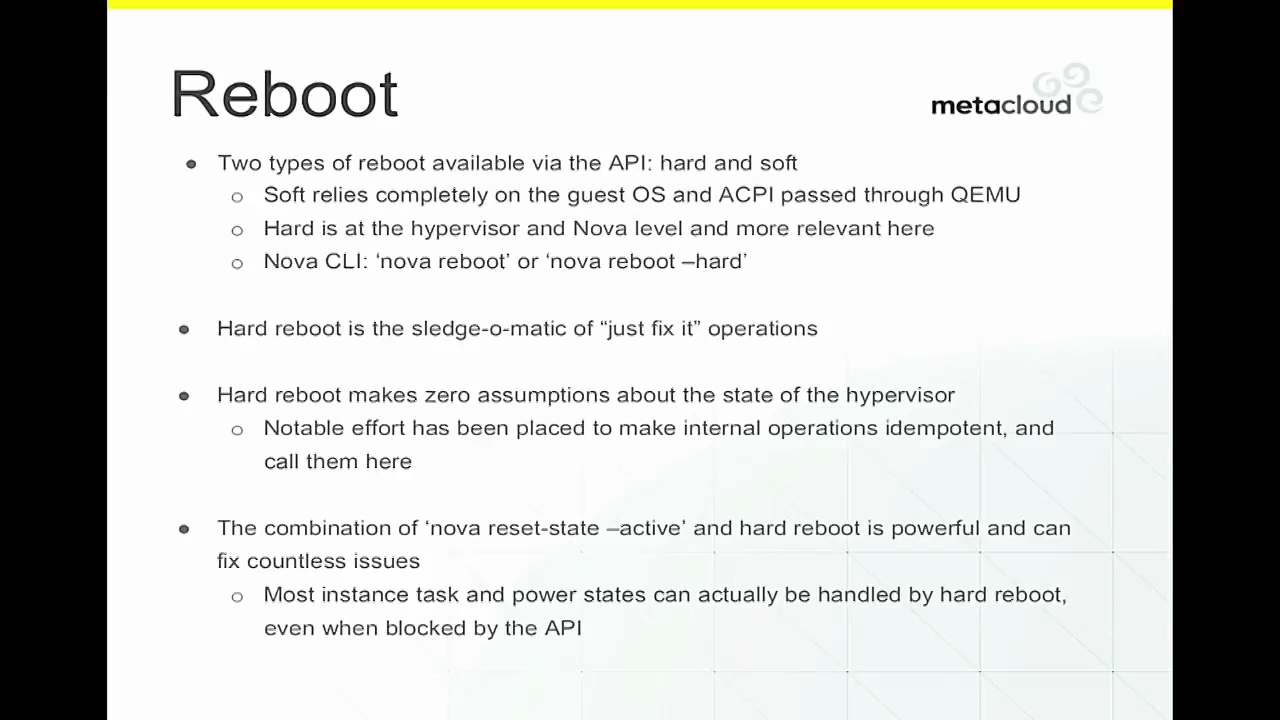 Reboot
metacloud
Two types of reboot available via the API: hard and soft
Soft relies completely on the guest OS and ACPI passed through QEMU
Hard is at the hypervisor and Nova level and more relevant here
Nova CLI: ‘nova reboot’ or ‘nova reboot –hard’
Hard reboot is the sledge-o-matic of “just fix it” operations
Hard reboot makes zero assumptions about the state of the hypervisor
Notable effort has been placed to make internal operations idempotent, and
call them here
The combination of ‘nova reset-state –active’ and hard reboot is powerful and can
fix countless issues
Most instance task and power states can actually be handled by hard reboot,
even when blocked by the API